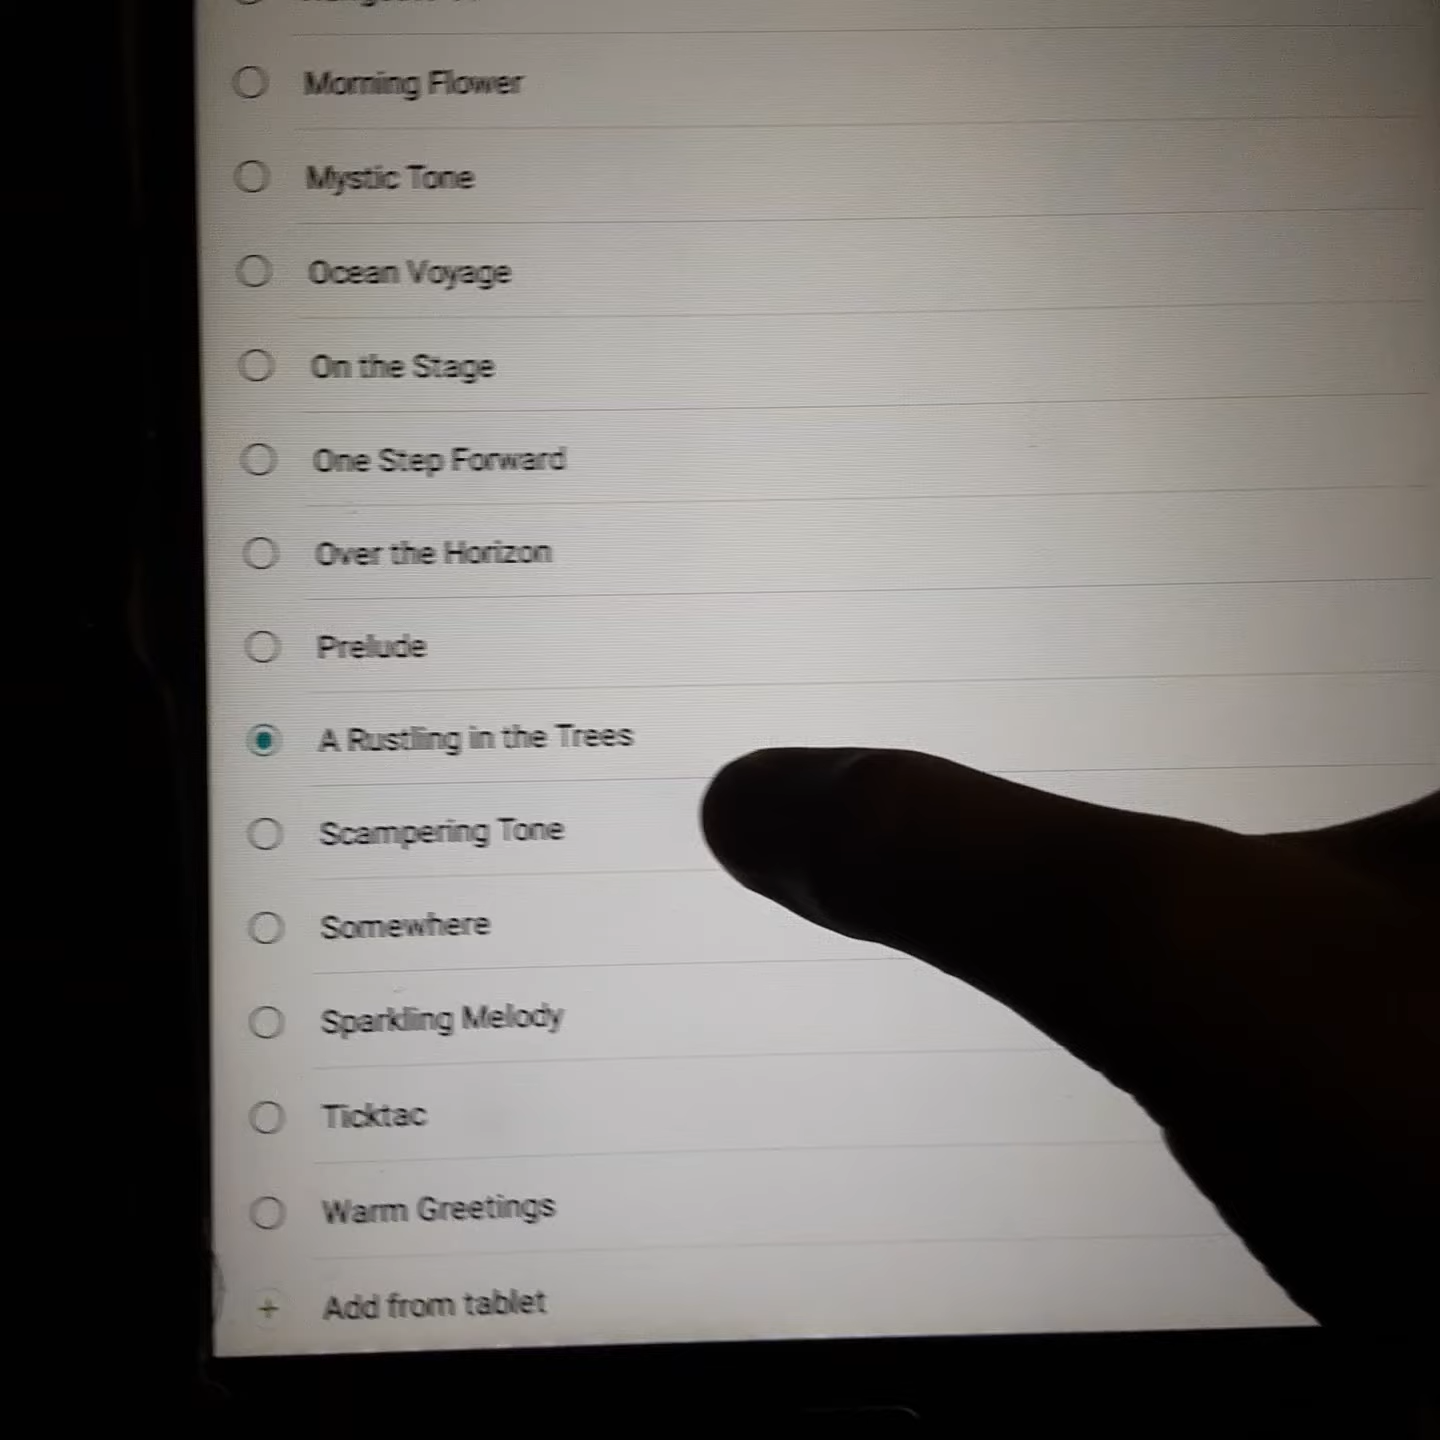 Morning Flower
Mystic Tone
Ocean Voyage
On the Stage
One Step Forward
Over the Horizon
Prelude
A Rustling in the Trees
Scampering Tone
Somewhere
Sparkling Melody
Ticktac
Warm Greetings
+ Add from tablet